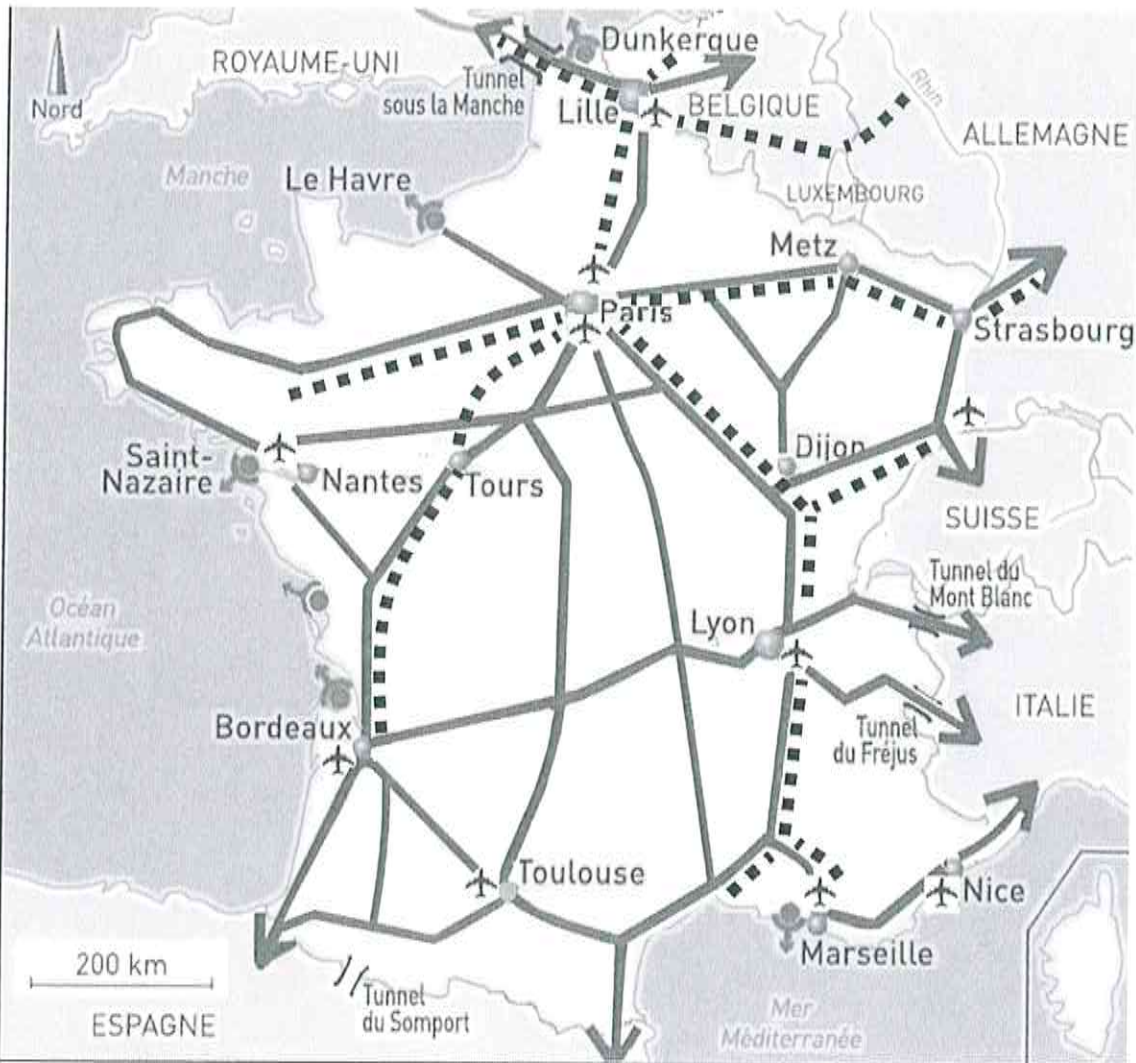 Nord
ROYAUME-UNI
Tunnel
sous la Manche
Dunkerque
Lille
BELGIQUE
Rhin
ALLEMAGNE
Manche
Le Havre
LUXEMBOURG
Metz
Paris
Strasbourg
Saint-
Nazaire
Nantes
Tours
Dijon
SUISSE
Océan
Atlantique
Tunnel du
Mont Blanc
Lyon
ITALIE
Bordeaux
Tunnel
du Fréjus
Toulouse
Nice
Marseille
200 km
Tunnel
du Somport
ESPAGNE
Mer
Méditerranée